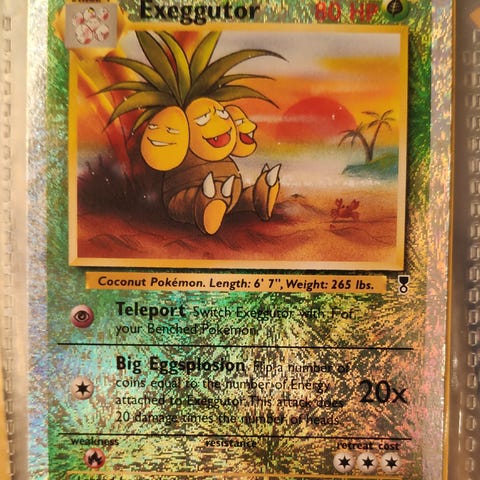 Exeggutor 80 HP
Coconut Pokémon. Length: 6' 7", Weight: 265 lbs.
Teleport Switch Exeggutor with 1 of
your Benched Pokémon.
Big Eggsplosion Flip a number of
coins equal to the number of Energy
attached to Exeggutor. This attack does
20 damage times the number of heads.
20x
weakness resistance retreat cost